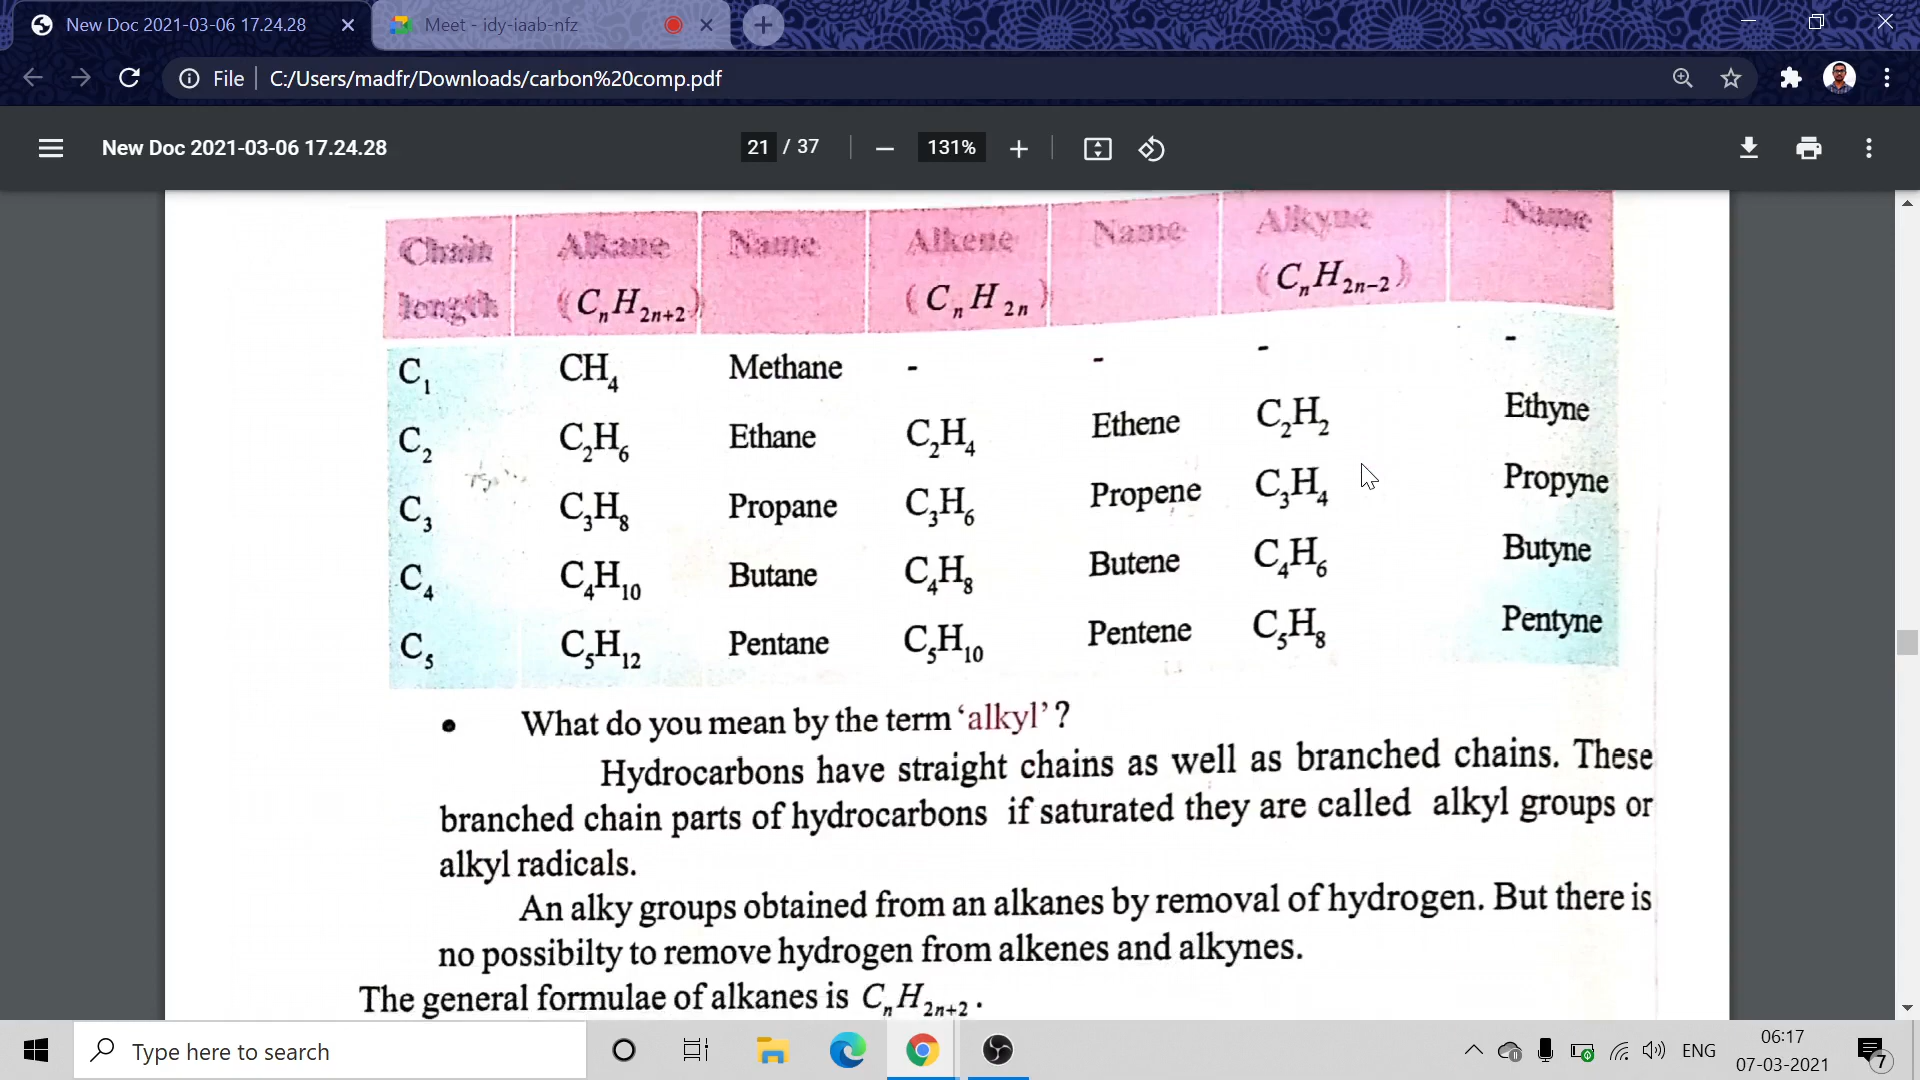 New Doc 2021-03-06 17.24.28
Meet - idy-iaab-nfz
File C:/Users/madfr/Downloads/carbon%20comp.pdf
New Doc 2021-03-06 17.24.28 21 / 37 131%
Chain length Alkane (CₙH₂ₙ₊₂) Name Alkene (CₙH₂ₙ) Name Alkyne (CₙH₂ₙ₋₂) Name
C₁ CH₄ Methane - - - -
C₂ C₂H₆ Ethane C₂H₄ Ethene C₂H₂ Ethyne
C₃ C₃H₈ Propane C₃H₆ Propene C₃H₄ Propyne
C₄ C₄H₁₀ Butane C₄H₈ Butene C₄H₆ Butyne
C₅ C₅H₁₂ Pentane C₅H₁₀ Pentene C₅H₈ Pentyne
• What do you mean by the term ‘alkyl’ ?
Hydrocarbons have straight chains as well as branched chains. These
branched chain parts of hydrocarbons if saturated they are called alkyl groups or
alkyl radicals.
An alky groups obtained from an alkanes by removal of hydrogen. But there is
no possibilty to remove hydrogen from alkenes and alkynes.
The general formulae of alkanes is CₙH₂ₙ₊₂ .
Type here to search
ENG
06:17
07-03-2021
7